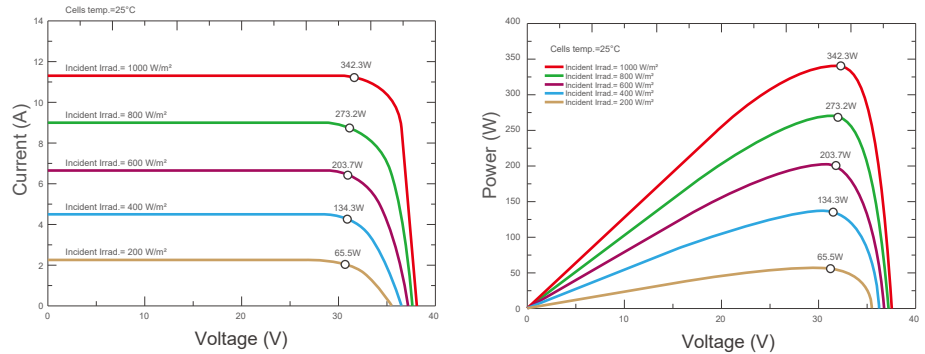 Cells temp.=25°C
14
12
10
8
6
4
2
0
Current (A)
Incident Irrad.= 1000 W/m²
342.3W
Incident Irrad.= 800 W/m²
273.2W
Incident Irrad.= 600 W/m²
203.7W
Incident Irrad.= 400 W/m²
134.3W
Incident Irrad.= 200 W/m²
65.5W
0 10 20 30 40
Voltage (V)
400
350
300
250
200
150
100
50
0
Power (W)
Cells temp.=25°C
Incident Irrad.= 1000 W/m²
Incident Irrad.= 800 W/m²
Incident Irrad.= 600 W/m²
Incident Irrad.= 400 W/m²
Incident Irrad.= 200 W/m²
342.3W
273.2W
203.7W
134.3W
65.5W
0 10 20 30 40
Voltage (V)